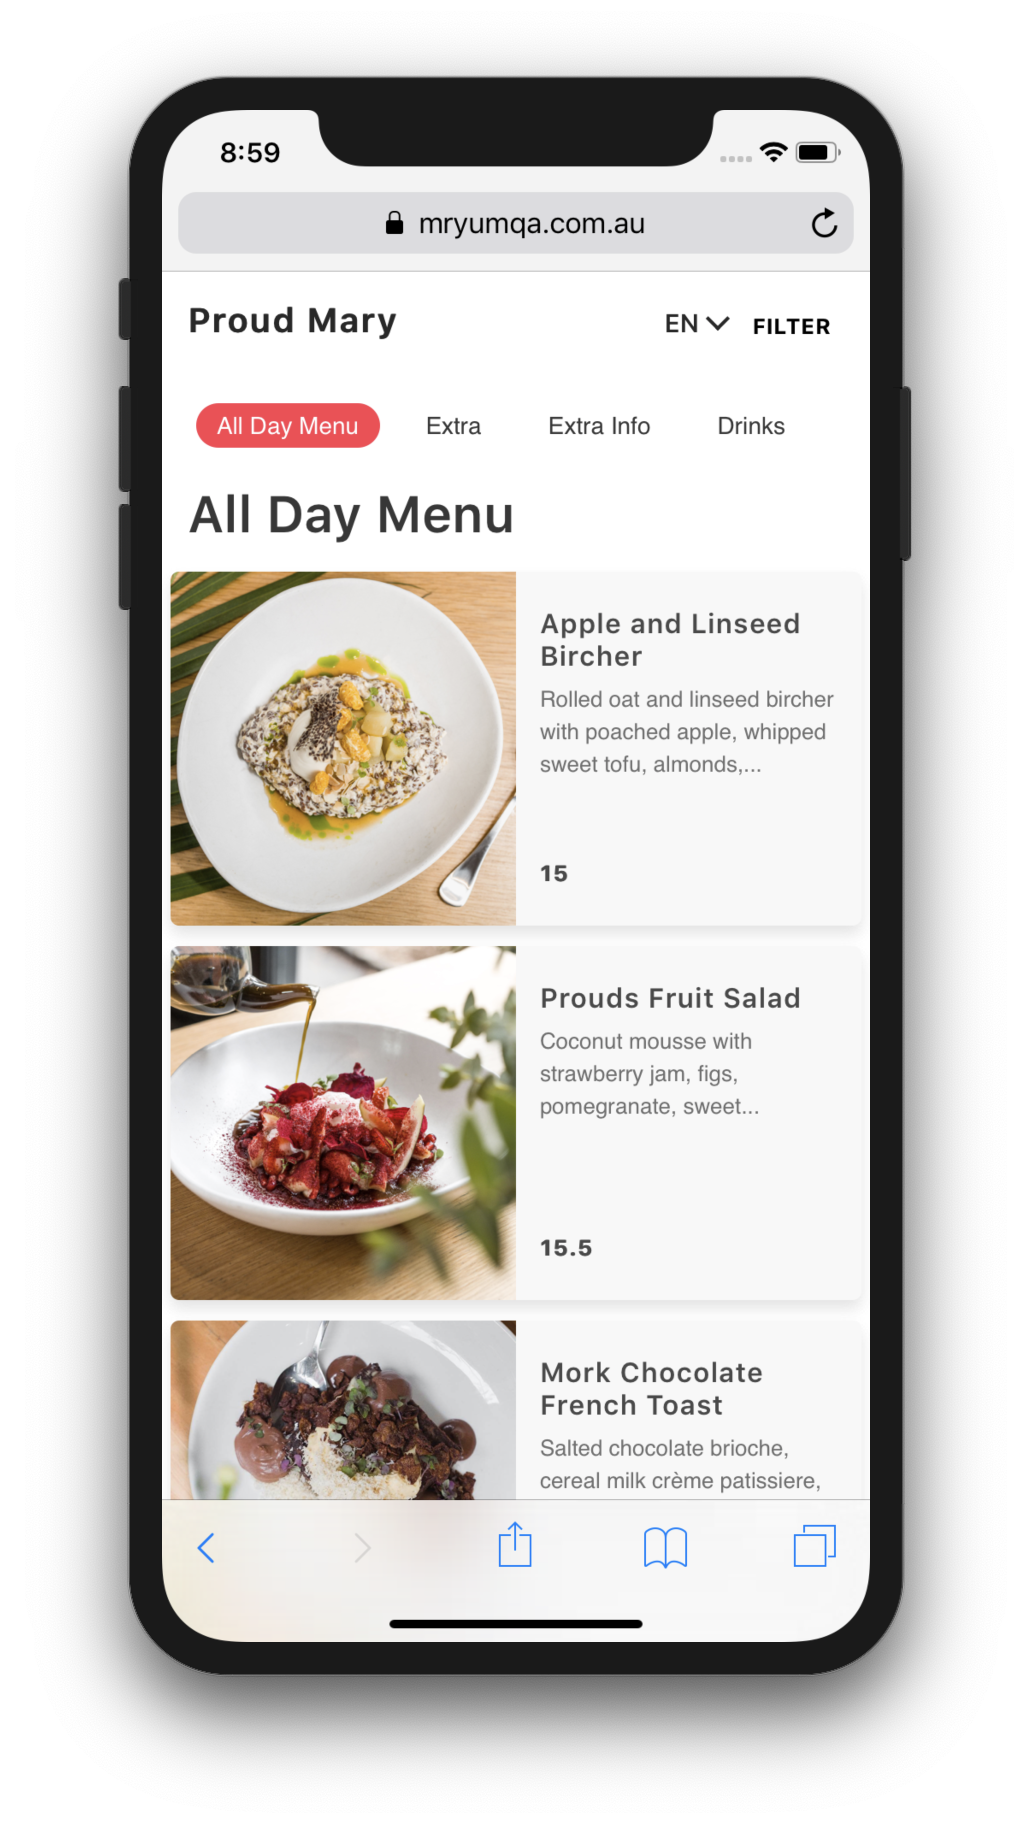 8:59
mryumqa.com.au
Proud Mary
EN
FILTER
All Day Menu
Extra
Extra Info
Drinks
All Day Menu
Apple and Linseed
Bircher
Rolled oat and linseed bircher
with poached apple, whipped
sweet tofu, almonds,...
15
Prouds Fruit Salad
Coconut mousse with
strawberry jam, figs,
pomegranate, sweet...
15.5
Mork Chocolate
French Toast
Salted chocolate brioche,
cereal milk crème patissiere,